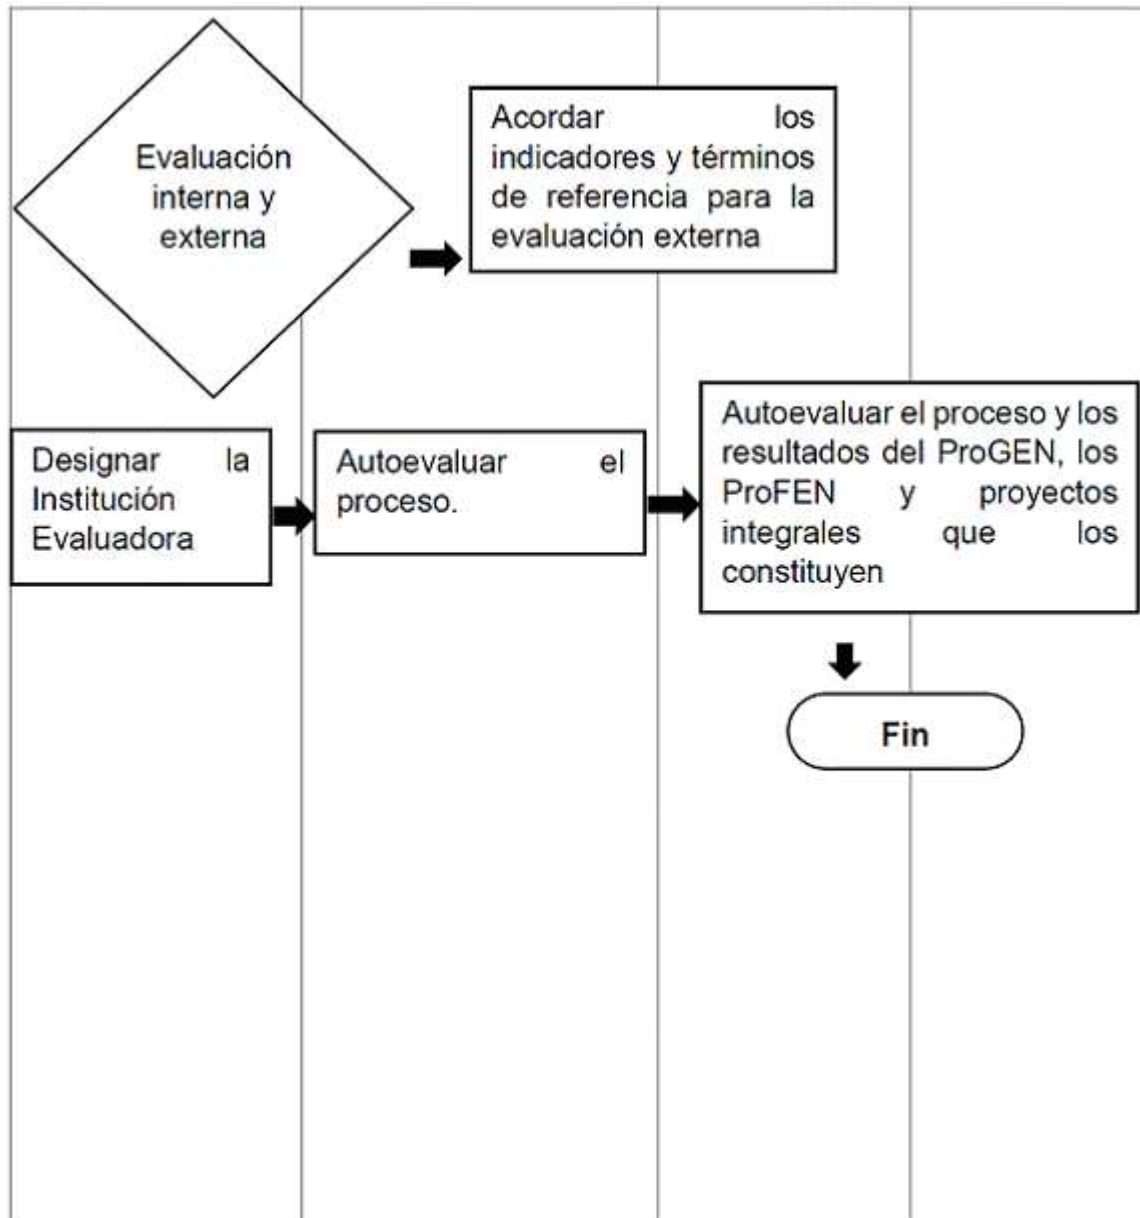 Evaluación
interna y
externa
Acordar los
indicadores y términos
de referencia para la
evaluación externa
Designar la
Institución
Evaluadora
Autoevaluar el
proceso.
Autoevaluar el proceso y los
resultados del ProGEN, los
ProFEN y proyectos
integrales que los
constituyen
Fin